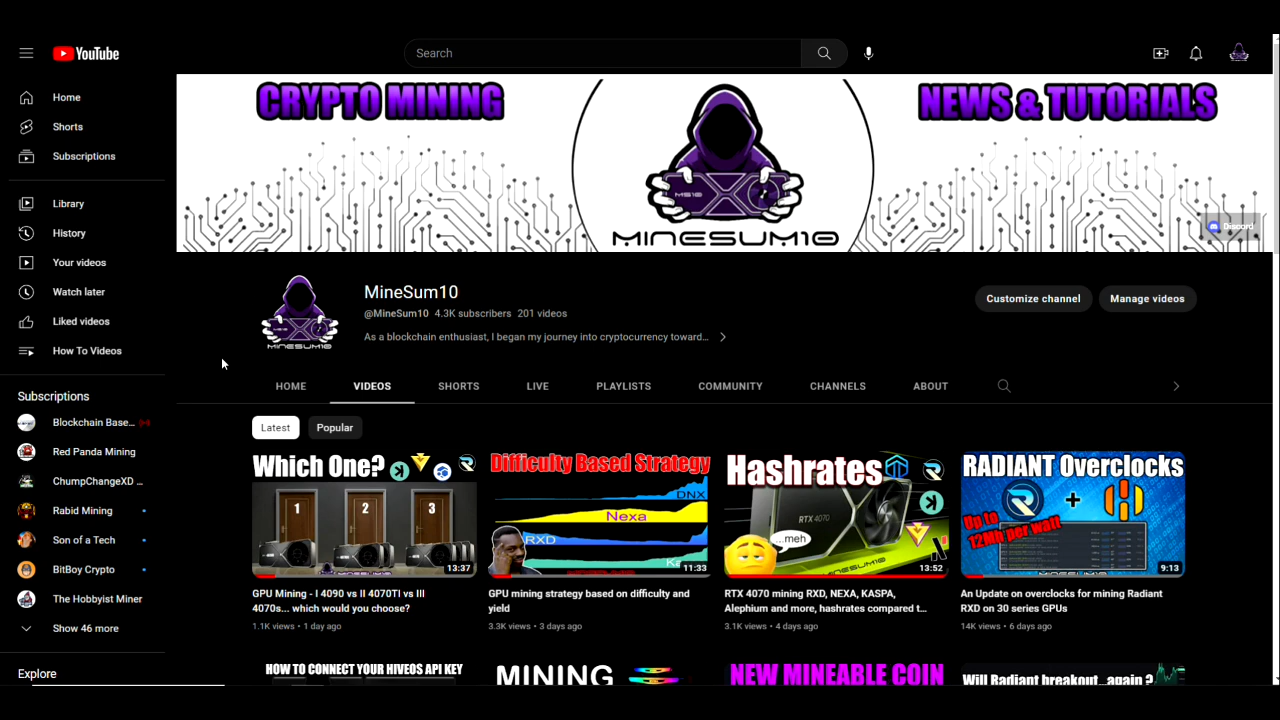 YouTube
Search
Home
Shorts
Subscriptions
Library
History
Your videos
Watch later
Liked videos
How To Videos
Subscriptions
Blockchain Base...
Red Panda Mining
ChumpChangeXD ...
Rabid Mining
Son of a Tech
BitBoy Crypto
The Hobbyist Miner
Show 46 more
Explore
CRYPTO MINING
NEWS & TUTORIALS
MS10
MINESUM10
Discord
MINESUM10
MineSum10
@MineSum10 4.3K subscribers 201 videos
As a blockchain enthusiast, I began my journey into cryptocurrency toward...
Customize channel
Manage videos
HOME VIDEOS SHORTS LIVE PLAYLISTS COMMUNITY CHANNELS ABOUT
Latest Popular
Which One?
1 2 3
MINESUM10
13:37
GPU Mining - I 4090 vs II 4070TI vs III
4070s... which would you choose?
1.1K views • 1 day ago
Difficulty Based Strategy
DNX
Nexa
RXD
Ka
11:33
GPU mining strategy based on difficulty and
yield
3.3K views • 3 days ago
Hashrates
RTX 4070
...meh
MINESUM10
13:52
RTX 4070 mining RXD, NEXA, KASPA,
Alephium and more, hashrates compared t...
3.1K views • 4 days ago
RADIANT Overclocks
Up to
12Mh per watt
MINESUM10
9:13
An Update on overclocks for mining Radiant
RXD on 30 series GPUs
14K views • 6 days ago
HOW TO CONNECT YOUR HIVEOS API KEY
MINING
NEW MINEABLE COIN
Will Radiant breakout...again ?